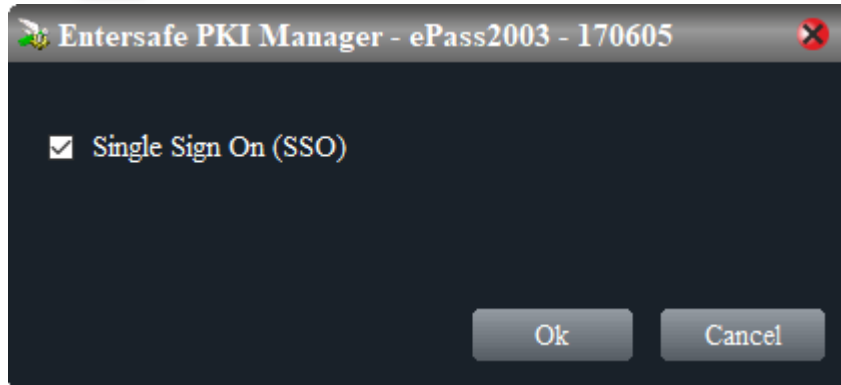 Entersafe PKI Manager - ePass2003 - 170605
Single Sign On (SSO)
Ok Cancel